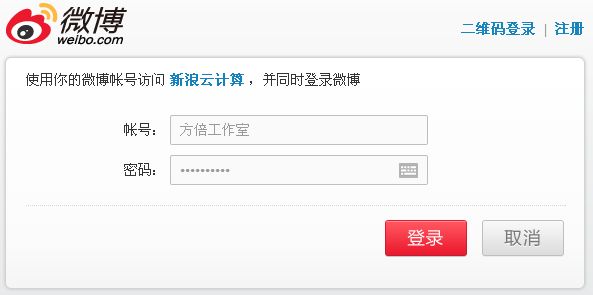 微博
weibo.com
二维码登录 | 注册
使用你的微博帐号访问 新浪云计算 ，并同时登录微博
帐号： 方倍工作室
密码： ••••••••••
登录 取消